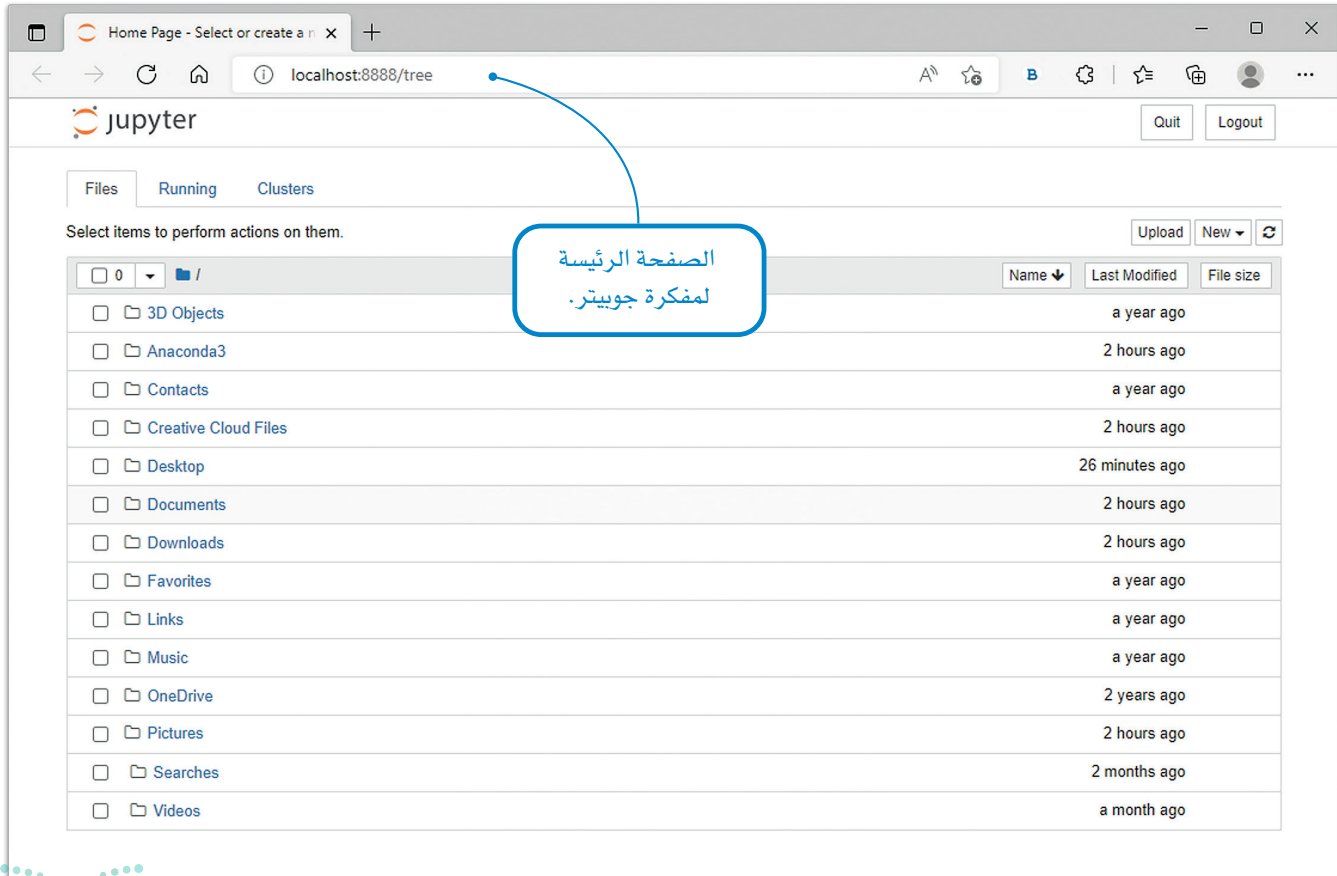 Home Page - Select or create a n
localhost:8888/tree
jupyter
Quit Logout
Files Running Clusters
Select items to perform actions on them.
Upload New
0 /
Name Last Modified File size
الصفحة الرئيسة
لمفكرة جوبيتر.
3D Objects a year ago
Anaconda3 2 hours ago
Contacts a year ago
Creative Cloud Files 2 hours ago
Desktop 26 minutes ago
Documents 2 hours ago
Downloads 2 hours ago
Favorites a year ago
Links a year ago
Music a year ago
OneDrive 2 years ago
Pictures 2 hours ago
Searches 2 months ago
Videos a month ago